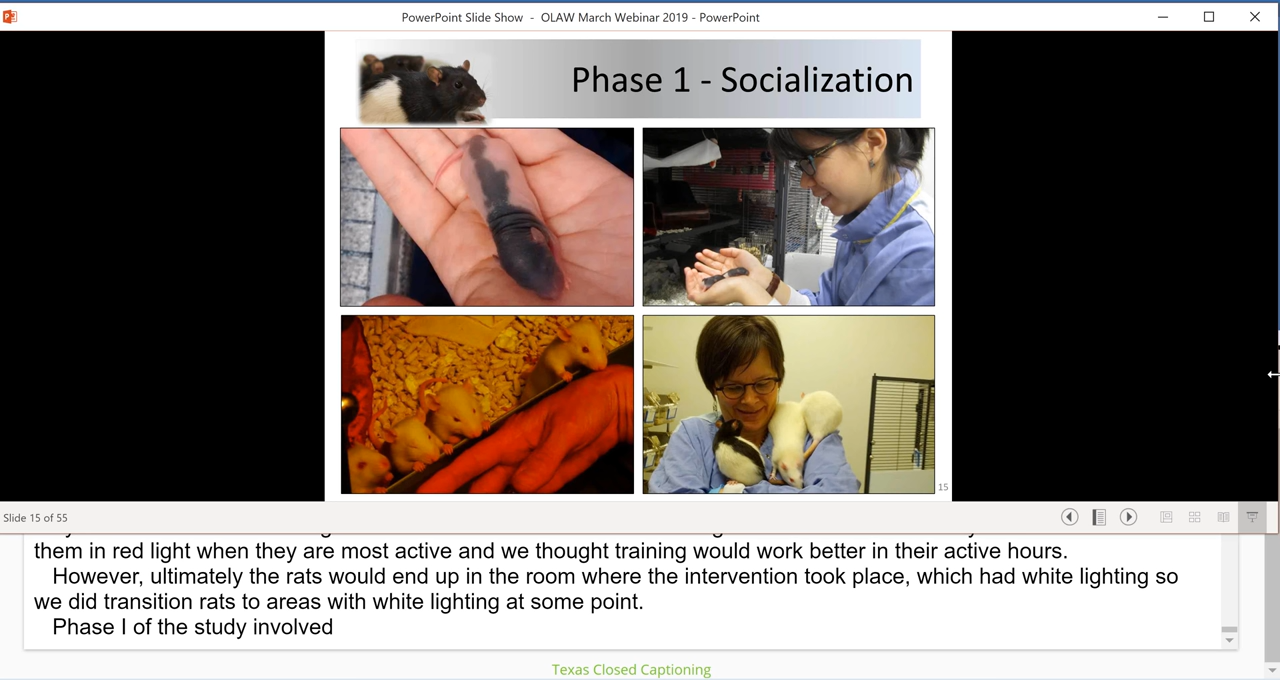 PowerPoint Slide Show - OLAW March Webinar 2019 - PowerPoint
Phase 1 - Socialization
15
Slide 15 of 55
them in red light when they are most active and we thought training would work better in their active hours.
However, ultimately the rats would end up in the room where the intervention took place, which had white lighting so
we did transition rats to areas with white lighting at some point.
Phase I of the study involved
Texas Closed Captioning